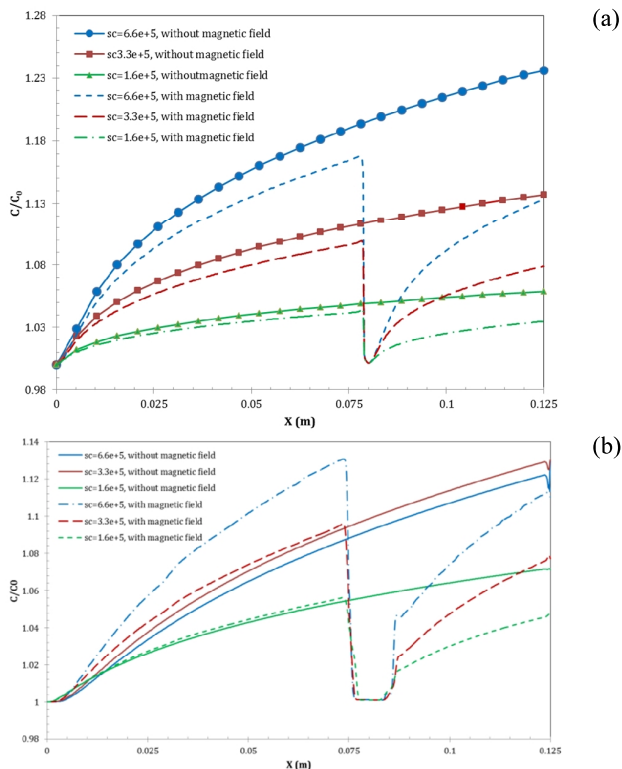 (a)
1.28
1.23
1.18
1.13
1.08
1.03
0.98
C/C0
sc=6.6e+5, without magnetic field
sc3.3e+5, without magnetic field
sc=1.6e+5, withoutmagnetic field
sc=6.6e+5, with magnetic field
sc=3.3e+5, with magnetic field
sc=1.6e+5, with magnetic field
0 0.025 0.05 0.075 0.1 0.125
X (m)
(b)
1.14
1.12
1.1
1.08
1.06
1.04
1.02
1
0.98
C/C0
sc=6.6e+5, without magnetic field
sc=3.3e+5, without magnetic field
sc=1.6e+5, without magnetic field
sc=6.6e+5, with magnetic field
sc=3.3e+5, with magnetic field
sc=1.6e+5, with magnetic field
0 0.025 0.05 0.075 0.1 0.125
X (m)